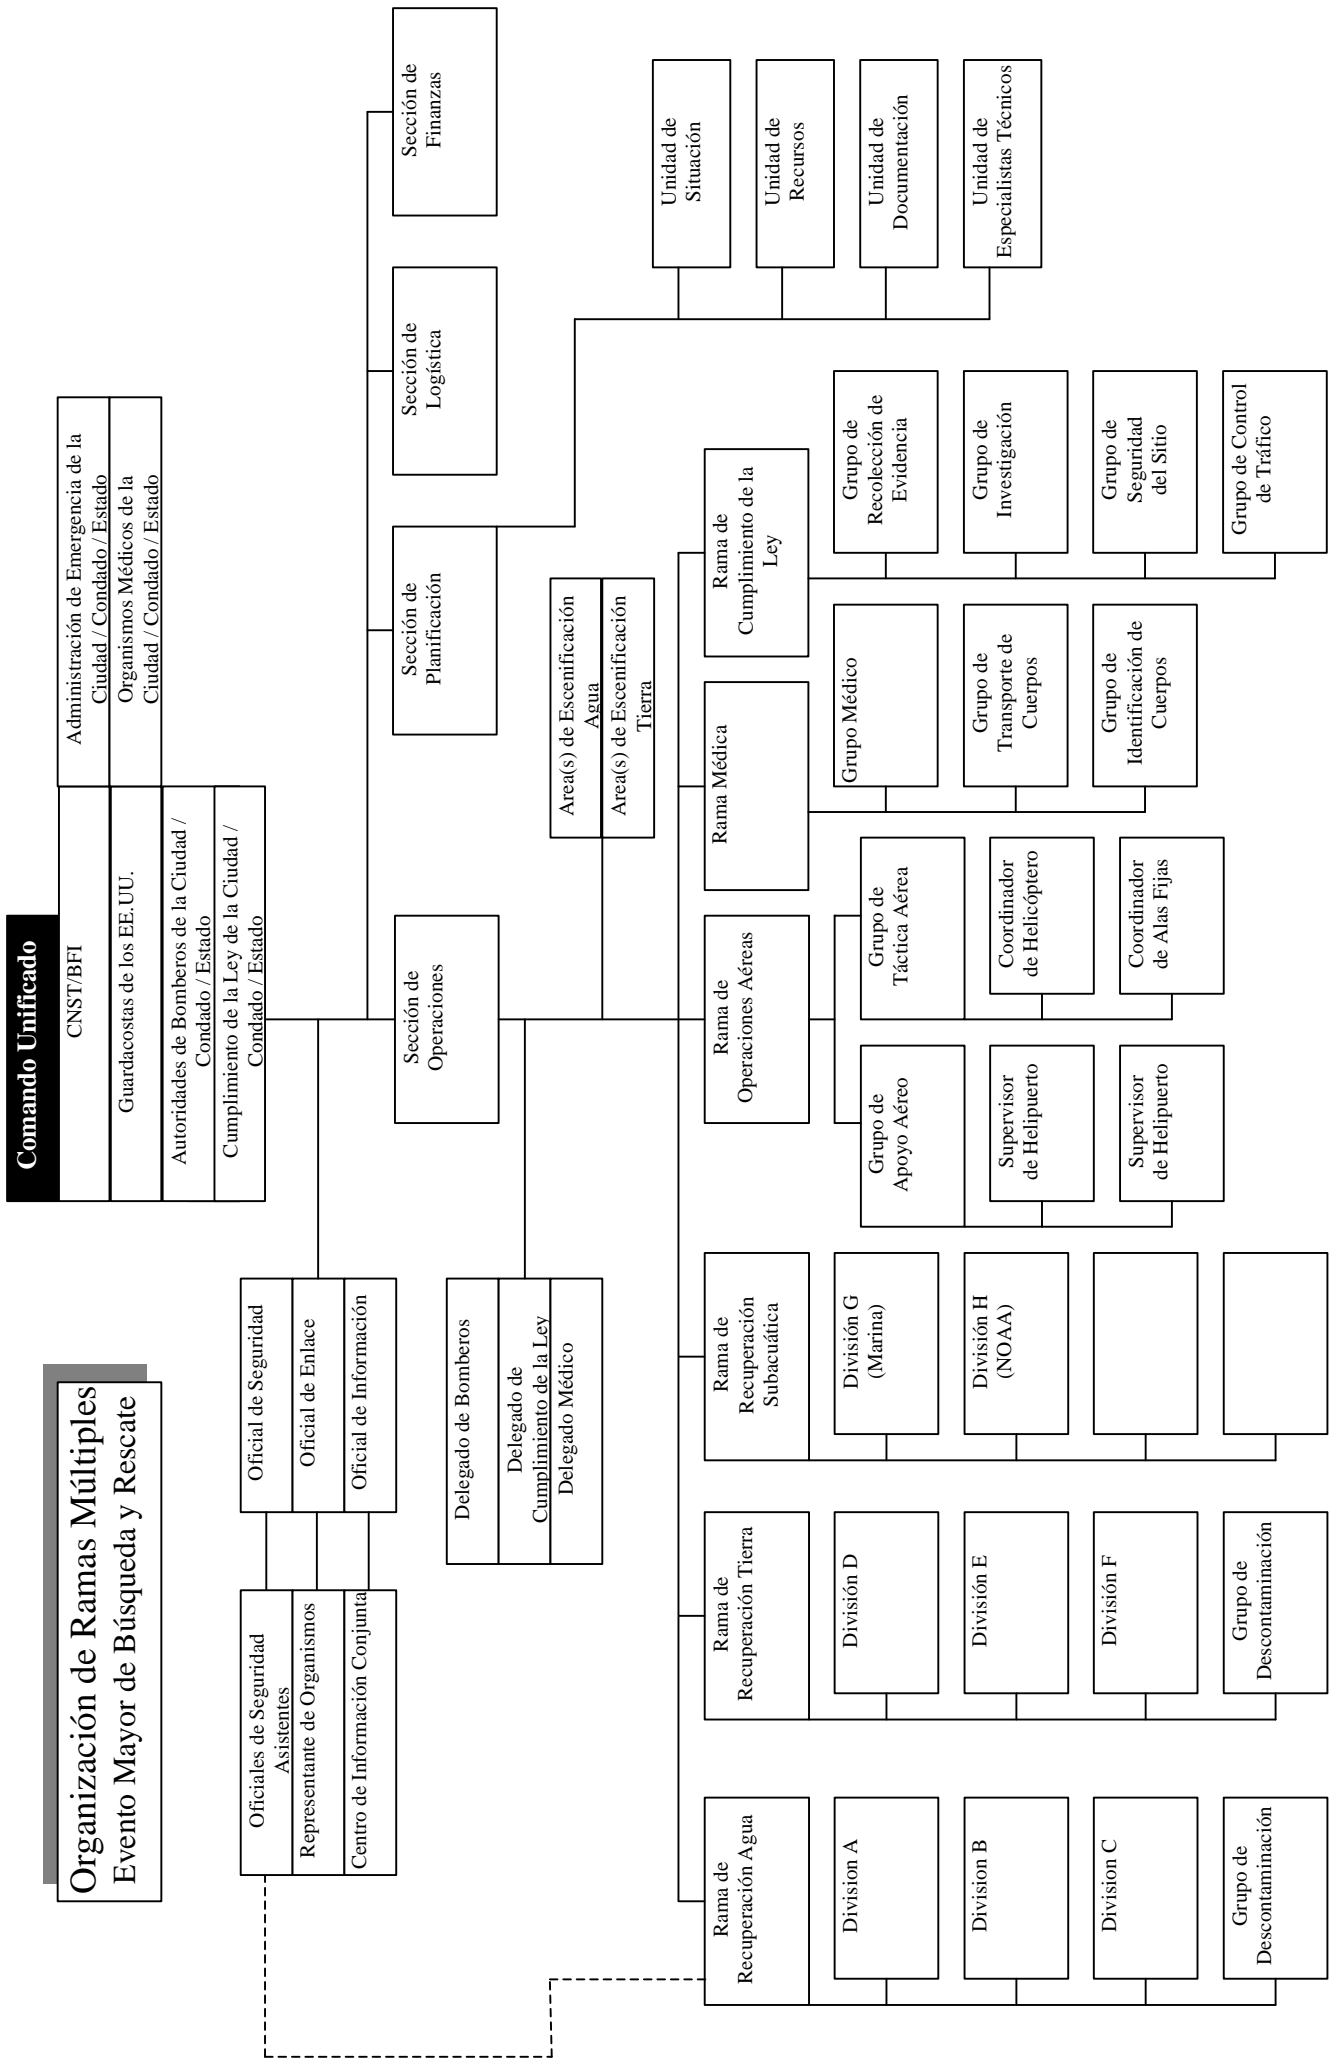 Organización de Ramas Múltiples
Evento Mayor de Búsqueda y Rescate
Comando Unificado
CNST/BFI
Guardacostas de los EE.UU.
Autoridades de Bomberos de la Ciudad /
Condado / Estado
Cumplimiento de la Ley de la Ciudad /
Condado / Estado
Administración de Emergencia de la
Ciudad / Condado / Estado
Organismos Médicos de la
Ciudad / Condado / Estado
Oficiales de Seguridad
Asistentes
Representante de Organismos
Centro de Información Conjunta
Oficial de Seguridad
Oficial de Enlace
Oficial de Información
Sección de
Operaciones
Sección de
Planificación
Sección de
Logística
Sección de
Finanzas
Delegado de Bomberos
Delegado de
Cumplimiento de la Ley
Delegado Médico
Area(s) de Escenificación
Agua
Area(s) de Escenificación
Tierra
Unidad de
Situación
Unidad de
Recursos
Unidad de
Documentación
Unidad de
Especialistas Técnicos
Rama de
Recuperación Agua
Division A
Division B
Division C
Grupo de
Descontaminación
Rama de
Recuperación Tierra
División D
División E
División F
Grupo de
Descontaminación
Rama de
Recuperación
Subacuática
División G
(Marina)
División H
(NOAA)
Rama de
Operaciones Aéreas
Grupo de
Apoyo Aéreo
Supervisor
de Helipuerto
Supervisor
de Helipuerto
Grupo de
Táctica Aérea
Coordinador
de Helicóptero
Coordinador
de Alas Fijas
Rama Médica
Grupo Médico
Grupo de
Transporte de
Cuerpos
Grupo de
Identificación de
Cuerpos
Rama de
Cumplimiento de la
Ley
Grupo de
Recolección de
Evidencia
Grupo de
Investigación
Grupo de
Seguridad
del Sitio
Grupo de Control
de Tráfico